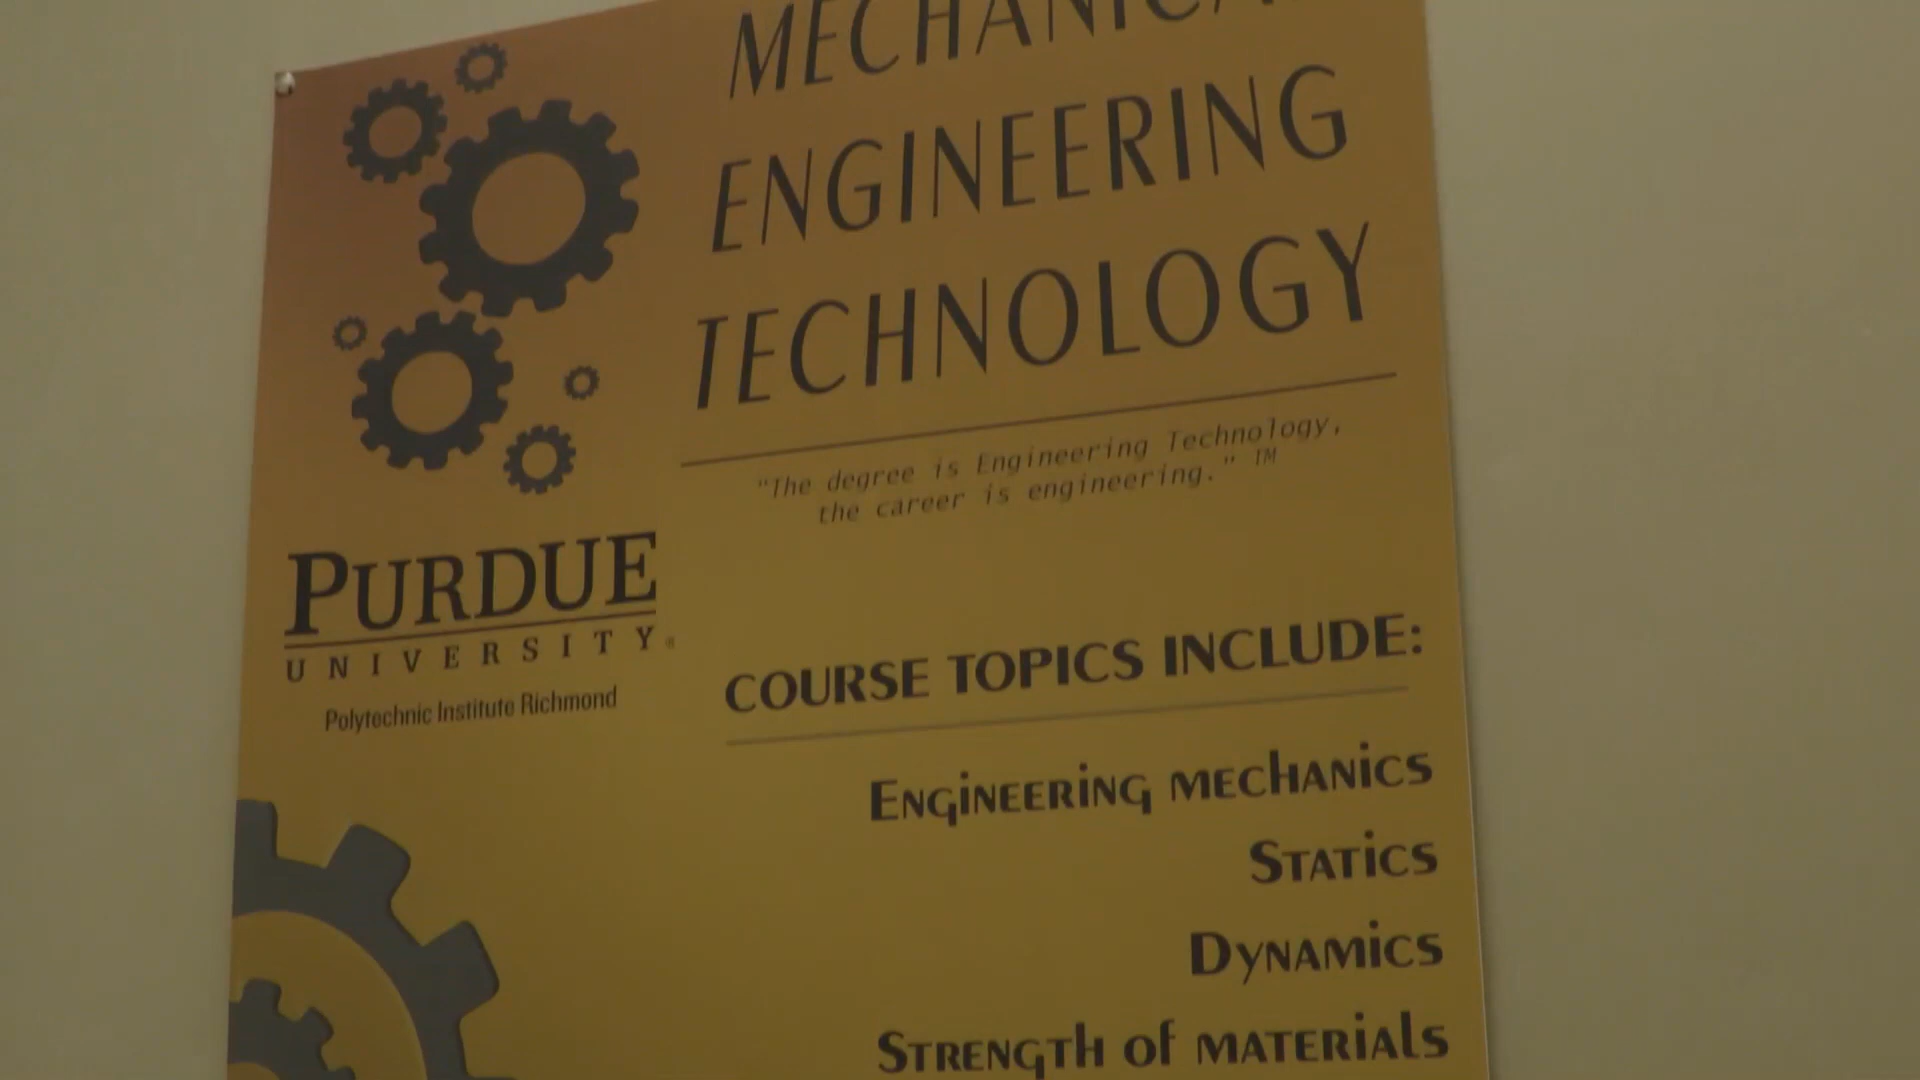 MECHANICA
ENGINEERING
TECHNOLOGY
"The degree is Engineering Technology,
the career is engineering." TM
PURDUE
UNIVERSITY®
Polytechnic Institute Richmond
COURSE TOPICS INCLUDE:
ENGINEERING MECHANICS
STATICS
DYNAMICS
STRENGTH OF MATERIALS